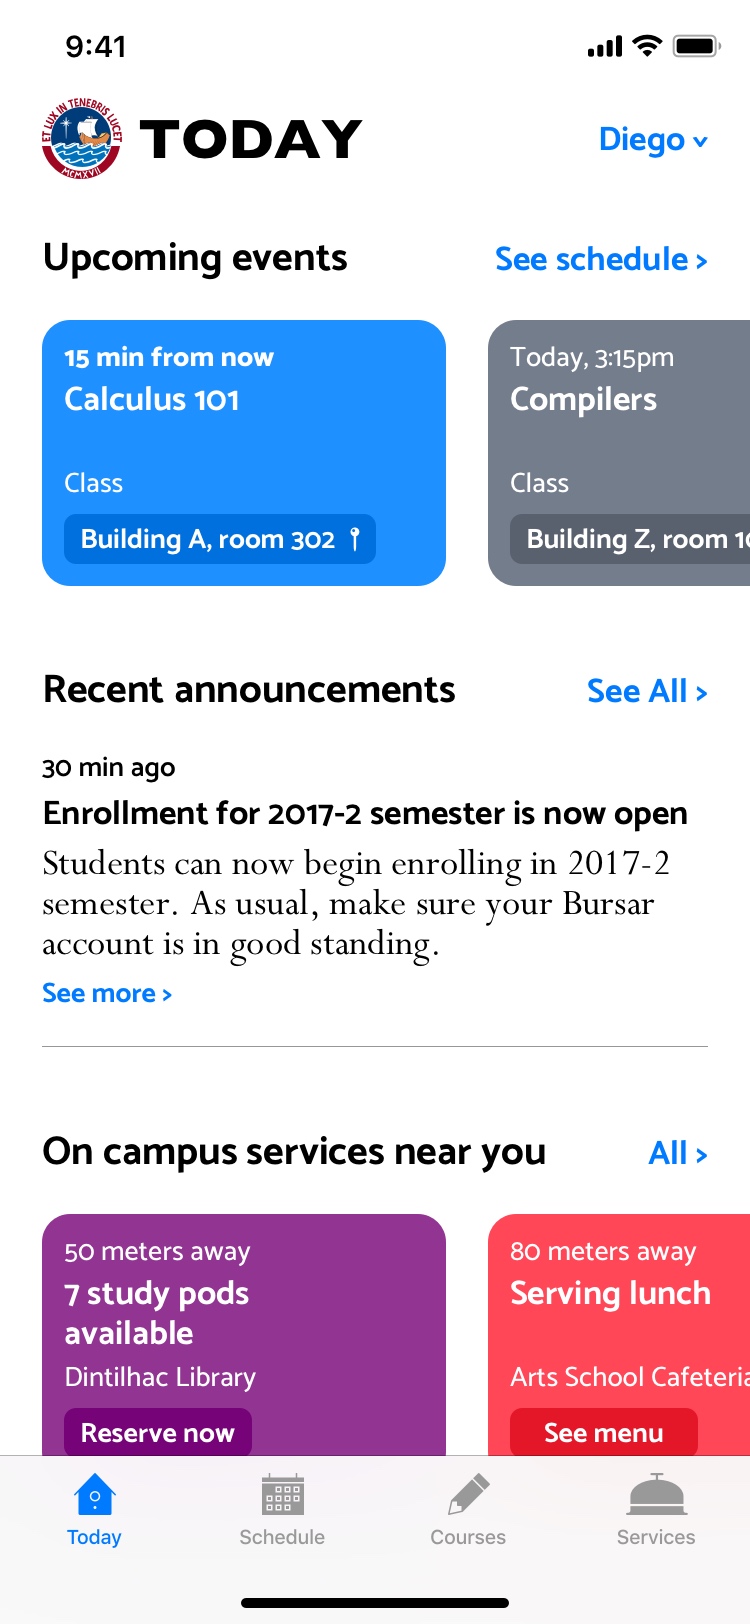 9:41
ET LUX IN TENEBRIS LUCET
MCMXVII
TODAY
Diego
Upcoming events
See schedule >
15 min from now
Calculus 101
Class
Building A, room 302
Today, 3:15pm
Compilers
Class
Building Z, room 10
Recent announcements
See All >
30 min ago
Enrollment for 2017-2 semester is now open
Students can now begin enrolling in 2017-2
semester. As usual, make sure your Bursar
account is in good standing.
See more >
On campus services near you
All >
50 meters away
7 study pods
available
Dintilhac Library
Reserve now
80 meters away
Serving lunch
Arts School Cafeteria
See menu
Today
Schedule
Courses
Services